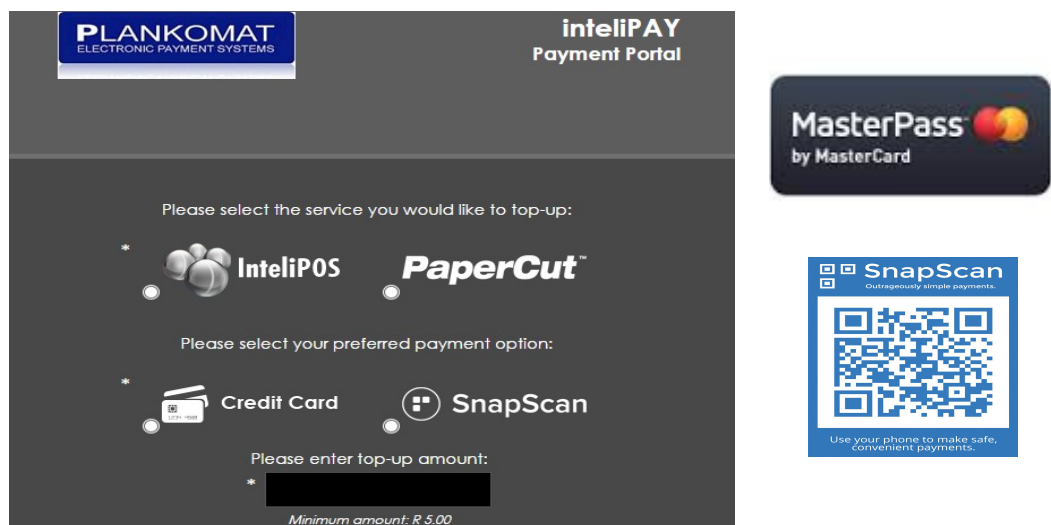 PLANKOMAT
ELECTRONIC PAYMENT SYSTEMS
inteliPAY
Payment Portal
Please select the service you would like to top-up:
*
InteliPOS
PaperCut™
Please select your preferred payment option:
*
Credit Card
SnapScan
Please enter top-up amount:
*
Minimum amount: R 5.00
MasterPass™
by MasterCard
SnapScan
Outrageously simple payments.
Use your phone to make safe,
convenient payments.